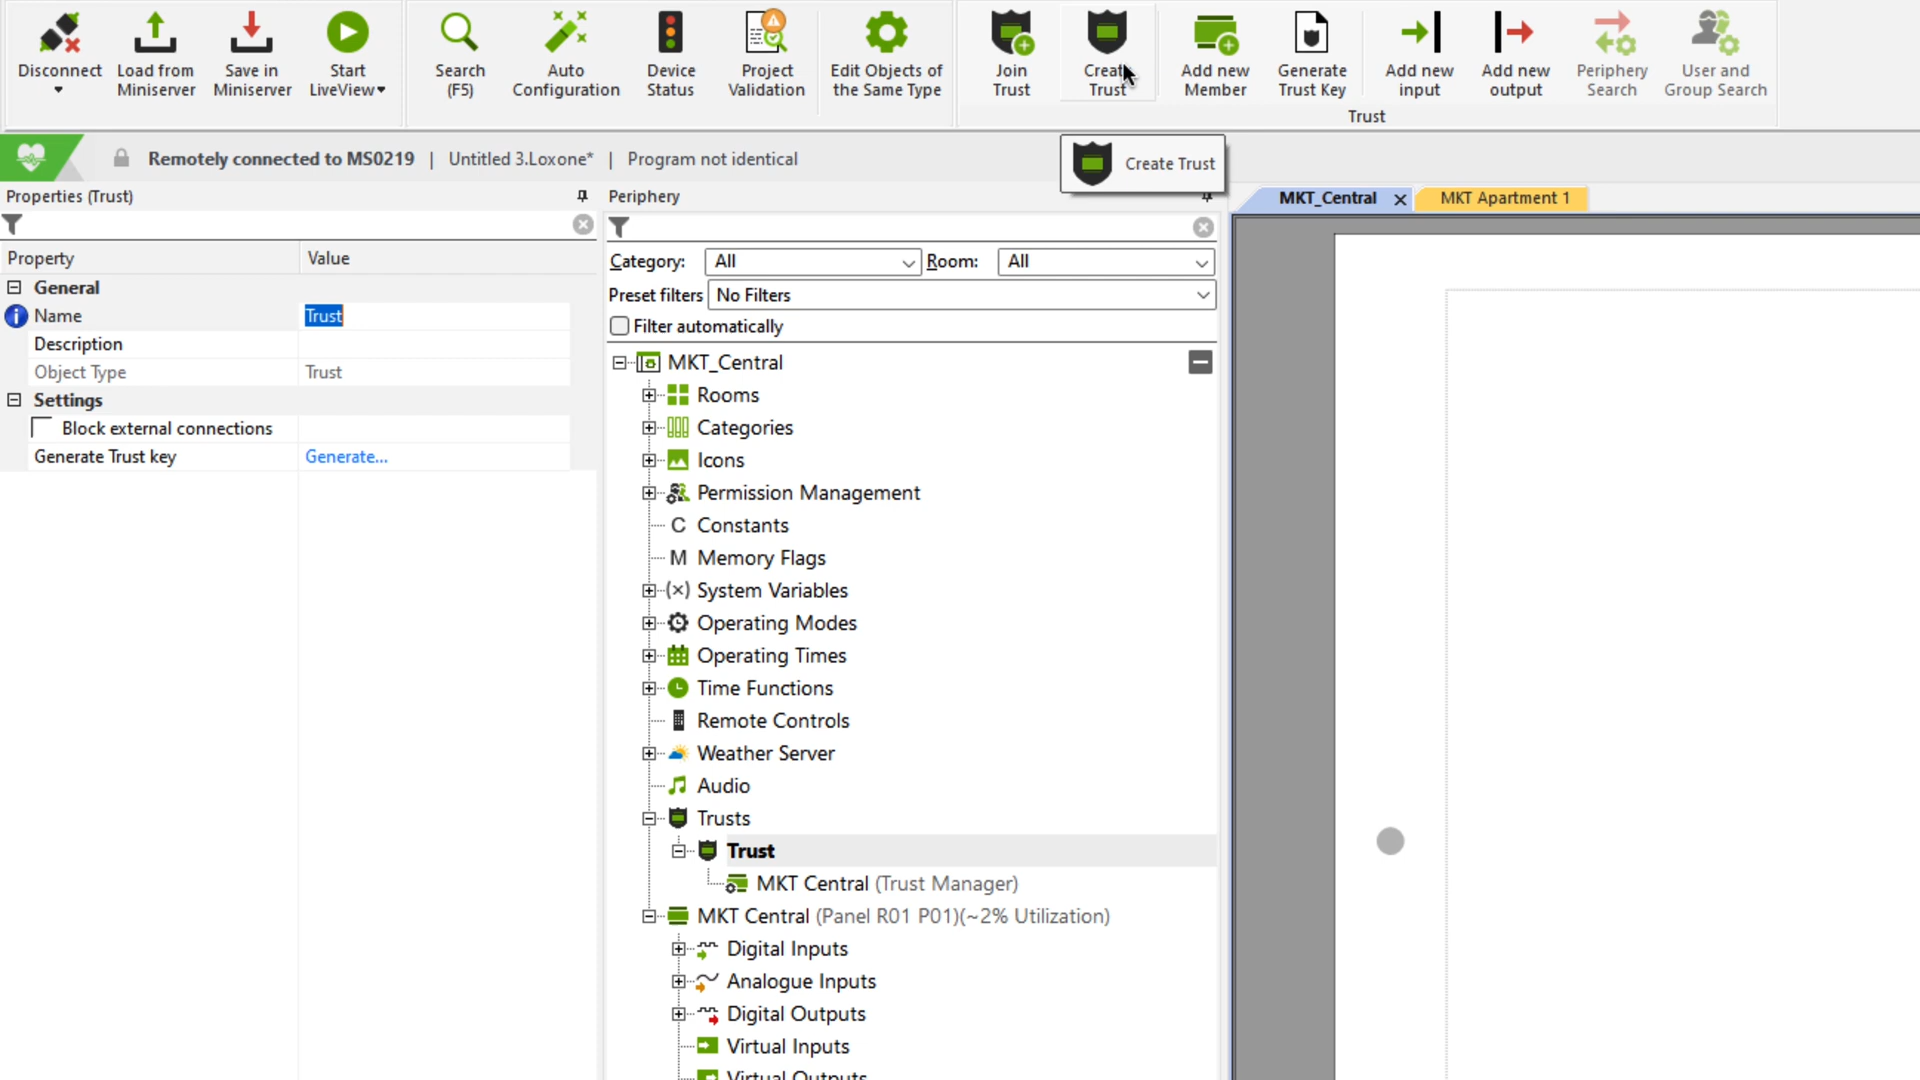 Disconnect
Load from
Miniserver
Save in
Miniserver
Start
LiveView
Search
(F5)
Auto
Configuration
Device
Status
Project
Validation
Edit Objects of
the Same Type
Join
Trust
Create
Trust
Add new
Member
Generate
Trust Key
Add new
input
Add new
output
Periphery
Search
User and
Group Search
Trust
Remotely connected to MS0219 | Untitled 3.Loxone* | Program not identical
Create Trust
Properties (Trust)
Periphery
MKT_Central
MKT Apartment 1
Property
Value
General
Name
Trust
Description
Object Type
Trust
Settings
Block external connections
Generate Trust key
Generate...
Category:
All
Room:
All
Preset filters
No Filters
Filter automatically
MKT_Central
Rooms
Categories
Icons
Permission Management
C Constants
M Memory Flags
(x) System Variables
Operating Modes
Operating Times
Time Functions
Remote Controls
Weather Server
Audio
Trusts
Trust
MKT Central (Trust Manager)
MKT Central (Panel R01 P01)(~2% Utilization)
Digital Inputs
Analogue Inputs
Digital Outputs
Virtual Inputs
Virtual Outputs